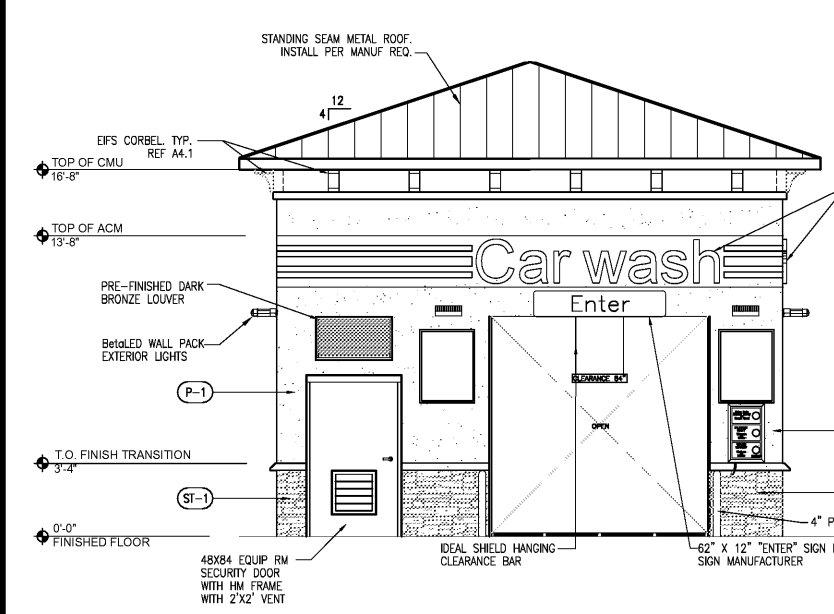 STANDING SEAM METAL ROOF.
INSTALL PER MANUF REQ.
12
4
EIFS CORBEL. TYP.
REF A4.1
TOP OF CMU
16'-8"
TOP OF ACM
13'-8"
Car wash
PRE-FINISHED DARK
BRONZE LOUVER
Enter
BetaLED WALL PACK
EXTERIOR LIGHTS
CLEARANCE 84"
P-1
OPEN
T.O. FINISH TRANSITION
3'-4"
ST-1
0'-0"
FINISHED FLOOR
4" P
IDEAL SHIELD HANGING
CLEARANCE BAR
62" X 12" "ENTER" SIGN
SIGN MANUFACTURER
48X84 EQUIP RM
SECURITY DOOR
WITH HM FRAME
WITH 2'X2' VENT